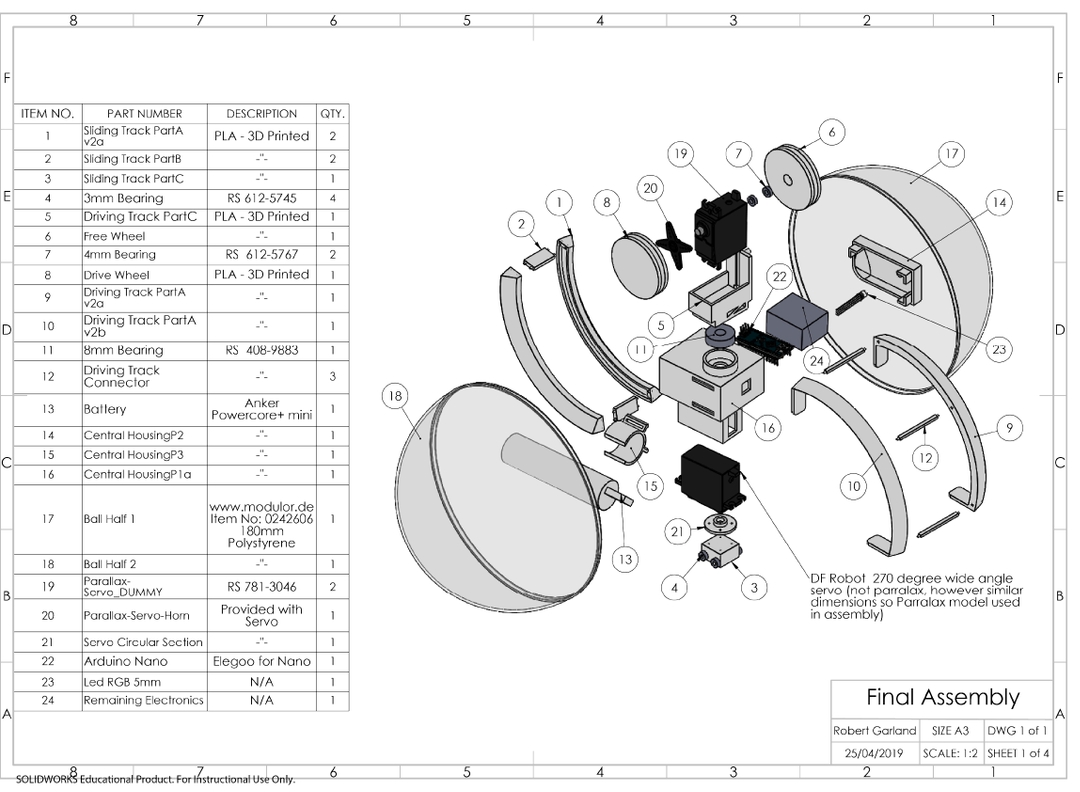 8 7 6 5 4 3 2 1
F F
E E
D D
C C
B B
A A
ITEM NO. PART NUMBER DESCRIPTION QTY.
1 Sliding Track PartA v2a PLA - 3D Printed 2
2 Sliding Track PartB -"- 2
3 Sliding Track PartC -"- 1
4 3mm Bearing RS 612-5745 4
5 Driving Track PartC PLA - 3D Printed 1
6 Free Wheel -"- 1
7 4mm Bearing RS 612-5767 2
8 Drive Wheel PLA - 3D Printed 1
9 Driving Track PartA v2a -"- 1
10 Driving Track PartA v2b -"- 1
11 8mm Bearing RS 408-9883 1
12 Driving Track Connector -"- 3
13 Battery Anker Powercore+ mini 1
14 Central HousingP2 -"- 1
15 Central HousingP3 -"- 1
16 Central HousingP1a -"- 1
17 Ball Half 1 www.modulor.de Item No: 0242606 180mm Polystyrene 1
18 Ball Half 2 -"- 1
19 Parallax-Servo_DUMMY RS 781-3046 2
20 Parallax-Servo-Horn Provided with Servo 1
21 Servo Circular Section -"- 1
22 Arduino Nano Elegoo for Nano 1
23 Led RGB 5mm N/A 1
24 Remaining Electronics N/A 1
6
19 7 17
20
1 8 14
2
22
5
11 24 23
18
16 9
12
15 10
21
13
4 3
DF Robot 270 degree wide angle
servo (not parralax, however similar
dimensions so Parralax model used
in assembly)
Final Assembly
Robert Garland SIZE A3 DWG 1 of 1
25/04/2019 SCALE: 1:2 SHEET 1 of 4
8 7 6 5 4 3 2 1
SOLIDWORKS Educational Product. For Instructional Use Only.